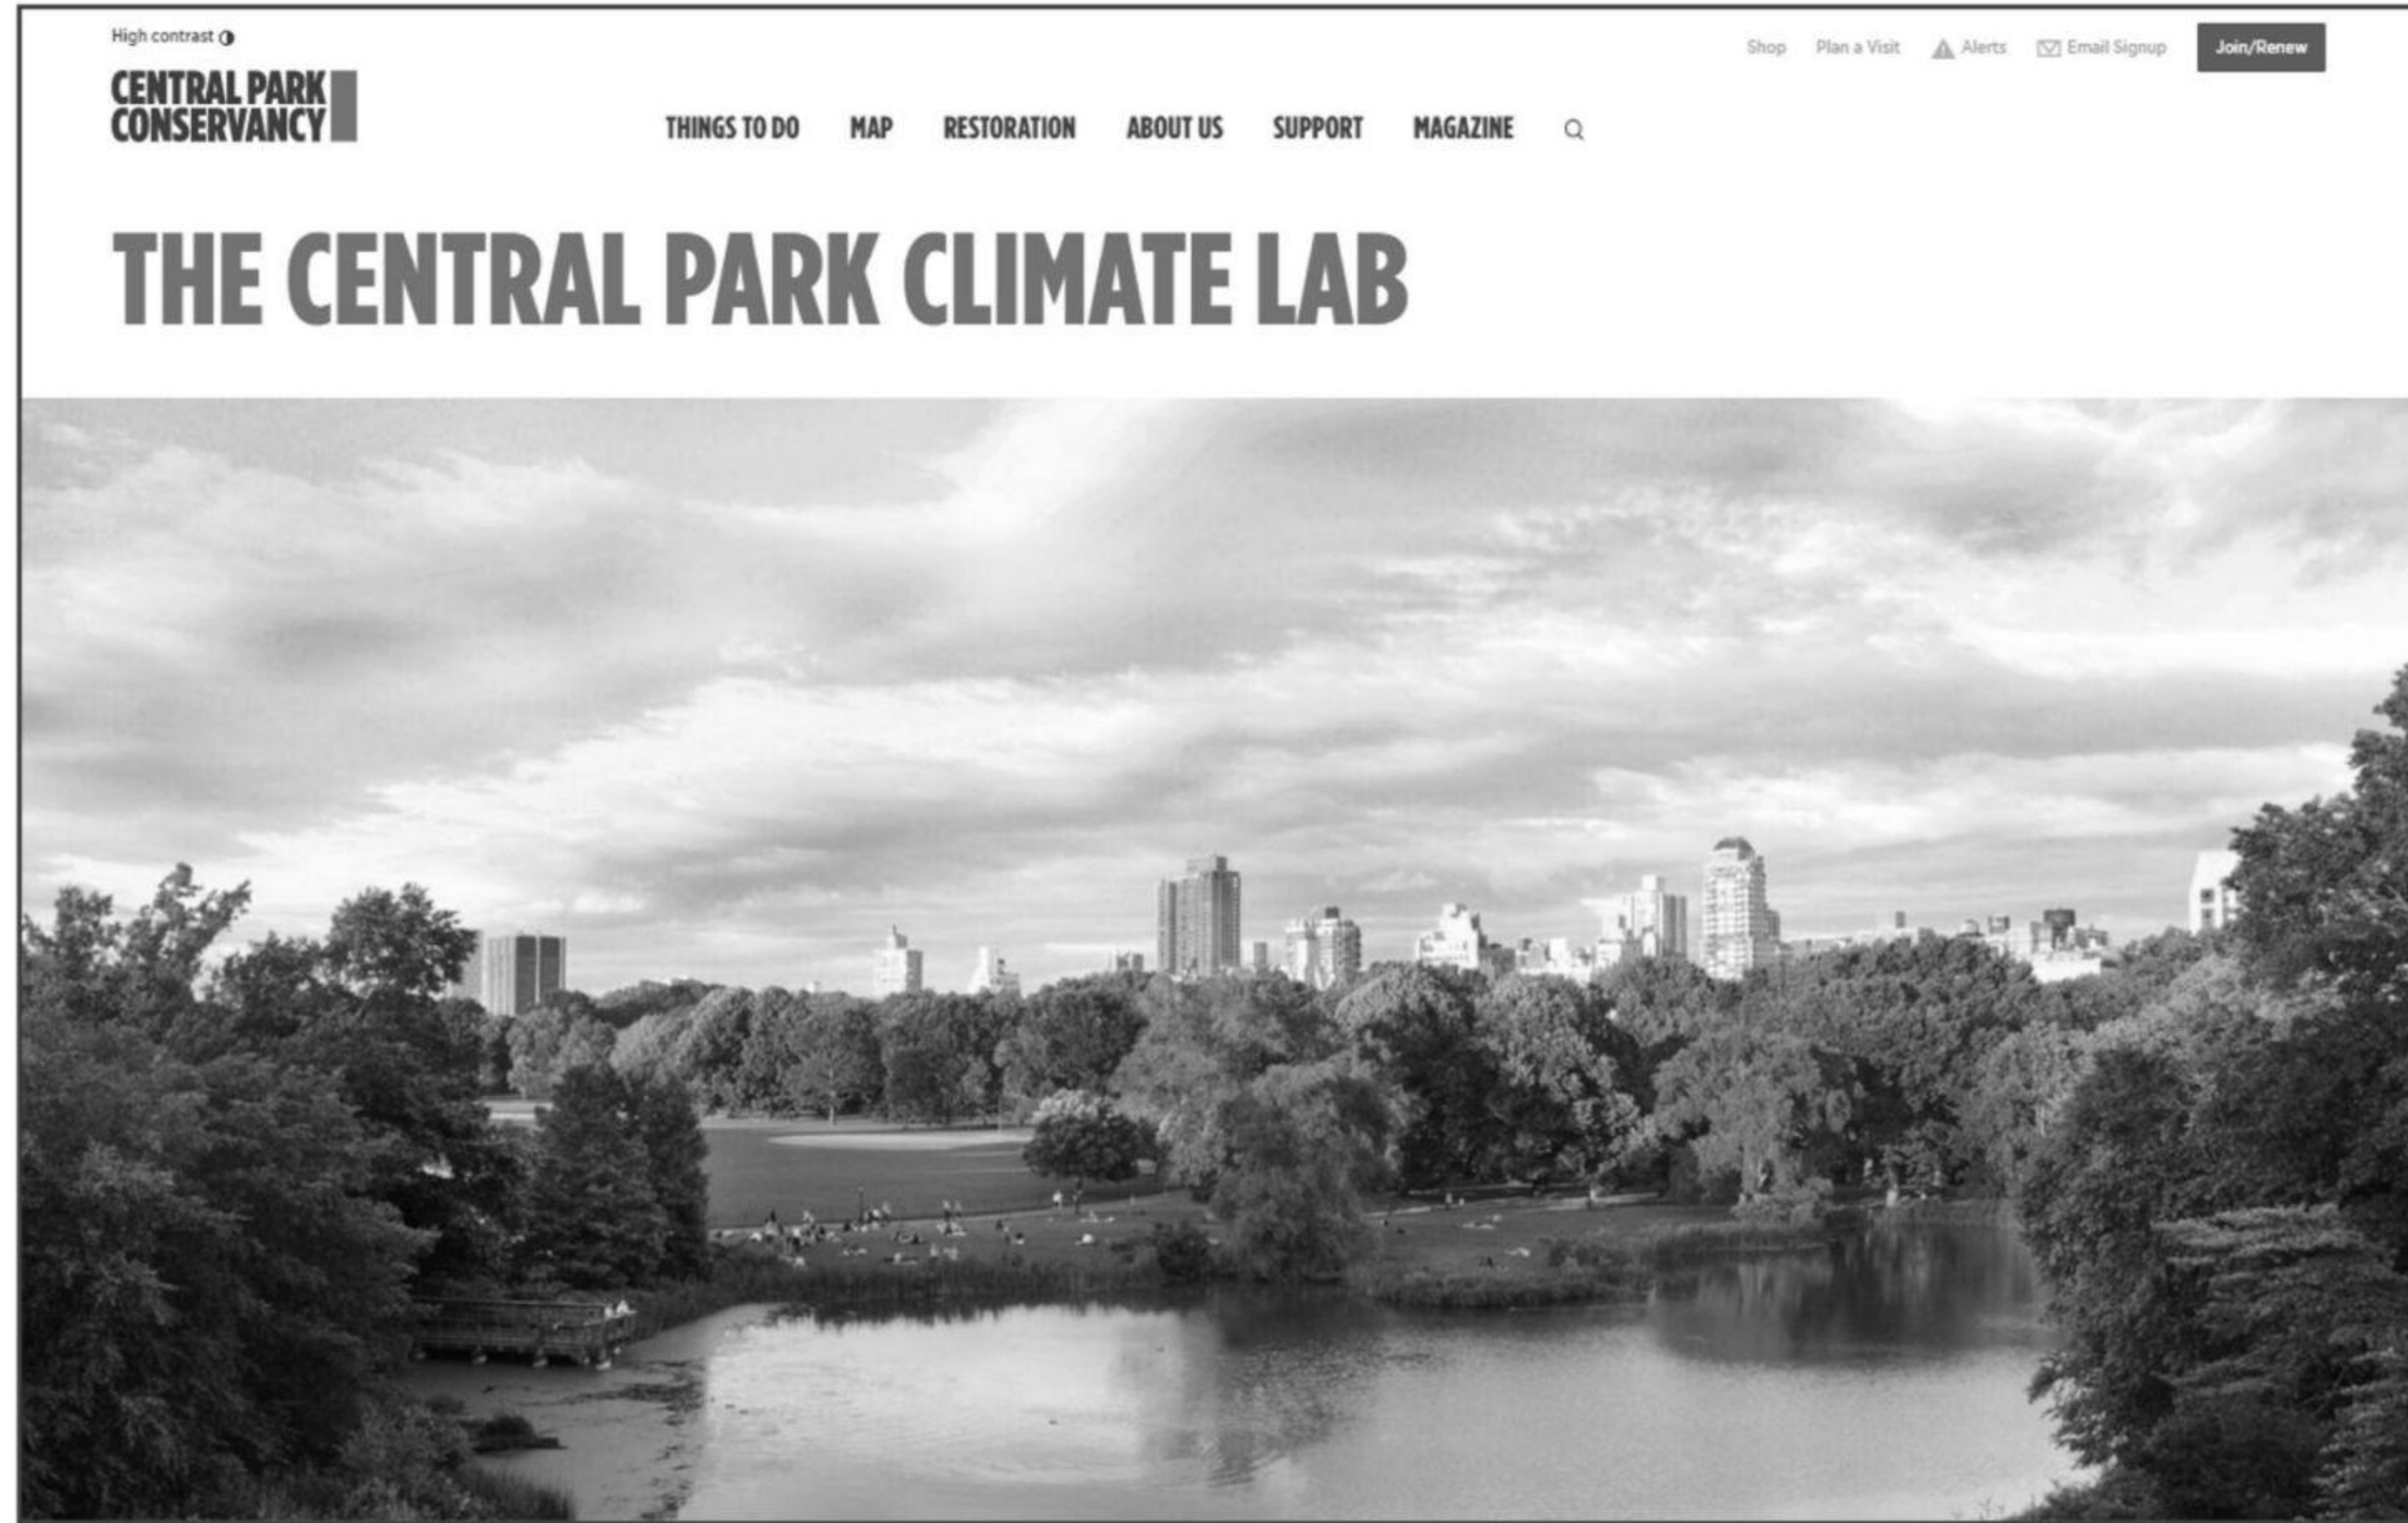 High contrast
Shop Plan a Visit Alerts Email Signup Join/Renew
CENTRAL PARK
CONSERVANCY
THINGS TO DO MAP RESTORATION ABOUT US SUPPORT MAGAZINE
THE CENTRAL PARK CLIMATE LAB